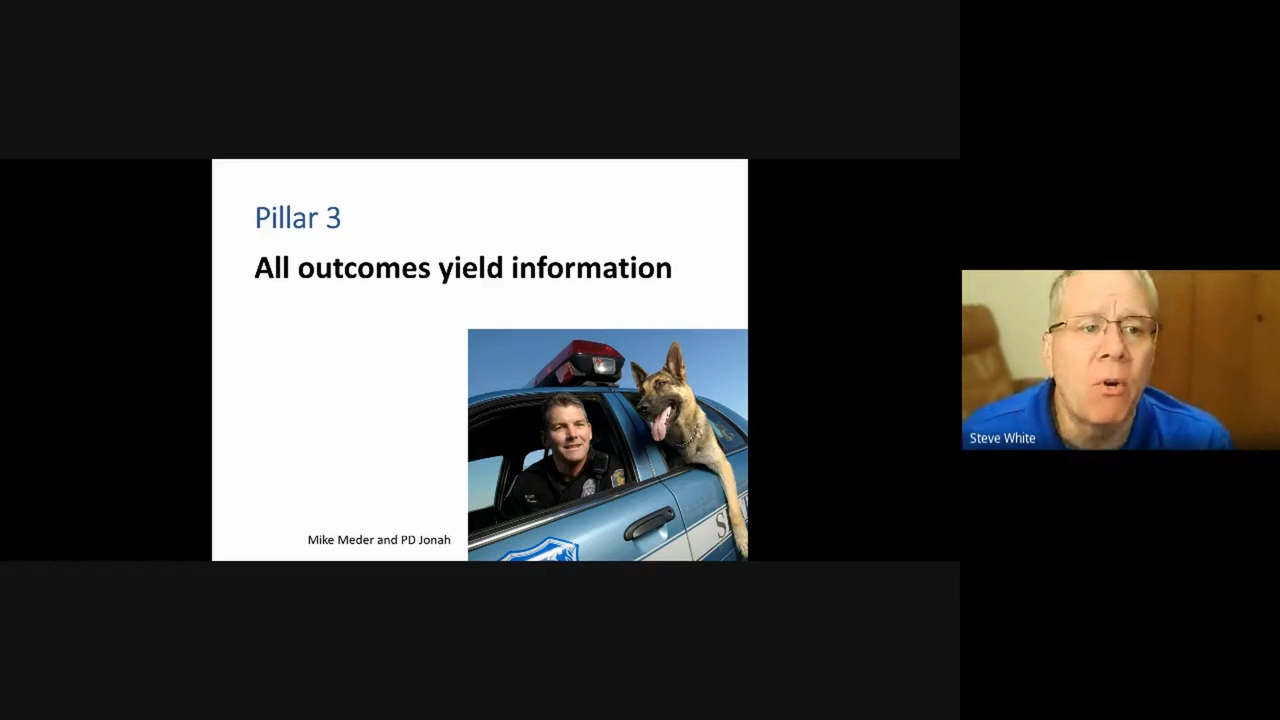 Pillar 3
All outcomes yield information
Mike Meder and PD Jonah
Steve White